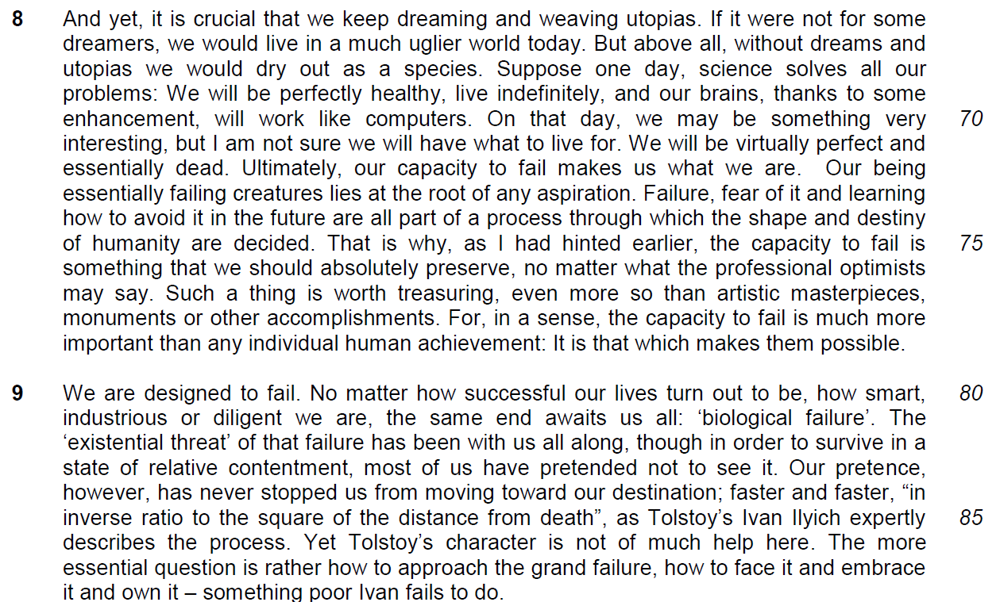 8 And yet, it is crucial that we keep dreaming and weaving utopias. If it were not for some
dreamers, we would live in a much uglier world today. But above all, without dreams and
utopias we would dry out as a species. Suppose one day, science solves all our
problems: We will be perfectly healthy, live indefinitely, and our brains, thanks to some
enhancement, will work like computers. On that day, we may be something very 70
interesting, but I am not sure we will have what to live for. We will be virtually perfect and
essentially dead. Ultimately, our capacity to fail makes us what we are. Our being
essentially failing creatures lies at the root of any aspiration. Failure, fear of it and learning
how to avoid it in the future are all part of a process through which the shape and destiny
of humanity are decided. That is why, as I had hinted earlier, the capacity to fail is 75
something that we should absolutely preserve, no matter what the professional optimists
may say. Such a thing is worth treasuring, even more so than artistic masterpieces,
monuments or other accomplishments. For, in a sense, the capacity to fail is much more
important than any individual human achievement: It is that which makes them possible.
9 We are designed to fail. No matter how successful our lives turn out to be, how smart, 80
industrious or diligent we are, the same end awaits us all: ‘biological failure’. The
‘existential threat’ of that failure has been with us all along, though in order to survive in a
state of relative contentment, most of us have pretended not to see it. Our pretence,
however, has never stopped us from moving toward our destination; faster and faster, “in
inverse ratio to the square of the distance from death”, as Tolstoy’s Ivan Ilyich expertly 85
describes the process. Yet Tolstoy’s character is not of much help here. The more
essential question is rather how to approach the grand failure, how to face it and embrace
it and own it – something poor Ivan fails to do.